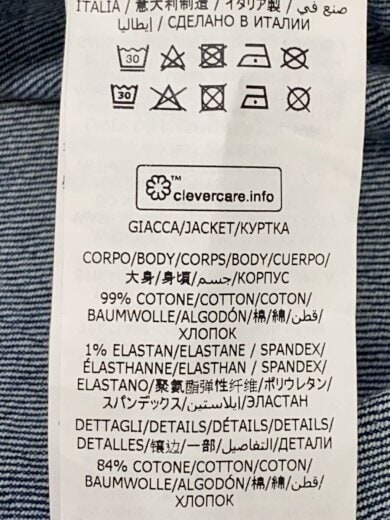 ITALIA / 意大利制造 / イタリア製 / صنع في
إيطاليا / СДЕЛАНО В ИТАЛИИ
30
30
™
clevercare.info
GIACCA/JACKET/КУРТКА
CORPO/BODY/CORPS/BODY/CUERPO/
大身/身頃/جسم/КОРПУС
99% COTONE/COTTON/COTON/
BAUMWOLLE/ALGODÓN/棉/綿/قطن/
ХЛОПОК
1% ELASTAN/ELASTANE / SPANDEX/
ÉLASTHANNE/ELASTHAN / SPANDEX/
ELASTANO/聚氨酯弹性纤维/ポリウレタン/
スパンデックス/إيلاستين/ЭЛАСТАН
DETTAGLI/DETAILS/DÉTAILS/DETAILS/
DETALLES/镶边/一部/التفاصيل/ДЕТАЛИ
84% COTONE/COTTON/COTON/
BAUMWOLLE/ALGODÓN/棉/綿/قطن/
ХЛОПОК